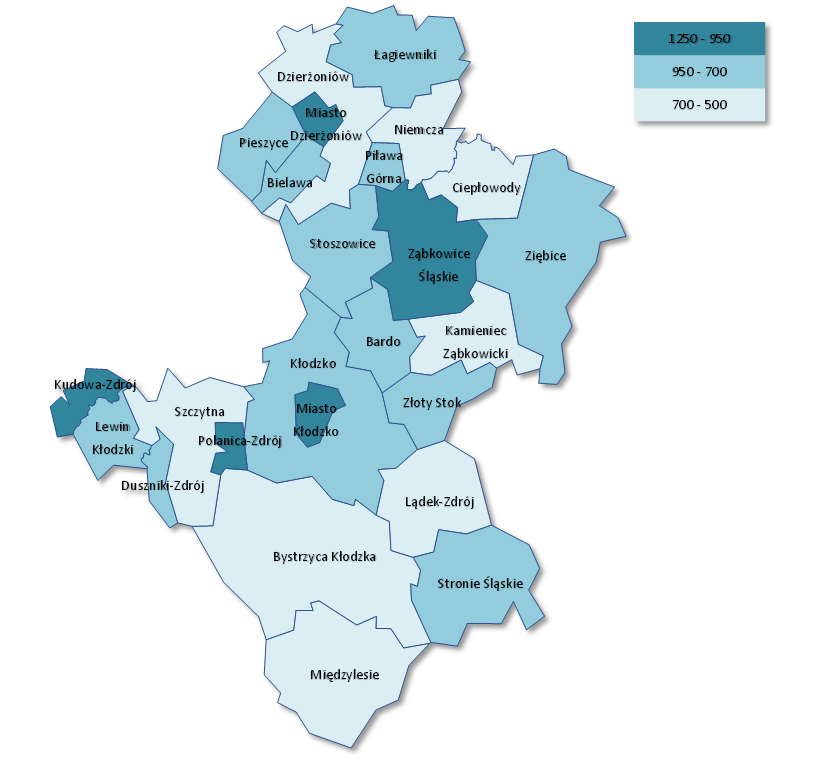 1250 - 950
950 - 700
700 - 500
Łagiewniki
Dzierżoniów
Miasto
Dzierżoniów
Niemcza
Pieszyce
Piława
Górna
Bielawa
Ciepłowody
Stoszowice
Ząbkowice
Śląskie
Ziębice
Kamieniec
Ząbkowicki
Bardo
Kłodzko
Kudowa-Zdrój
Szczytna
Miasto
Kłodzko
Złoty Stok
Lewin
Kłodzki
Polanica-Zdrój
Duszniki-Zdrój
Lądek-Zdrój
Bystrzyca Kłodzka
Stronie Śląskie
Międzylesie